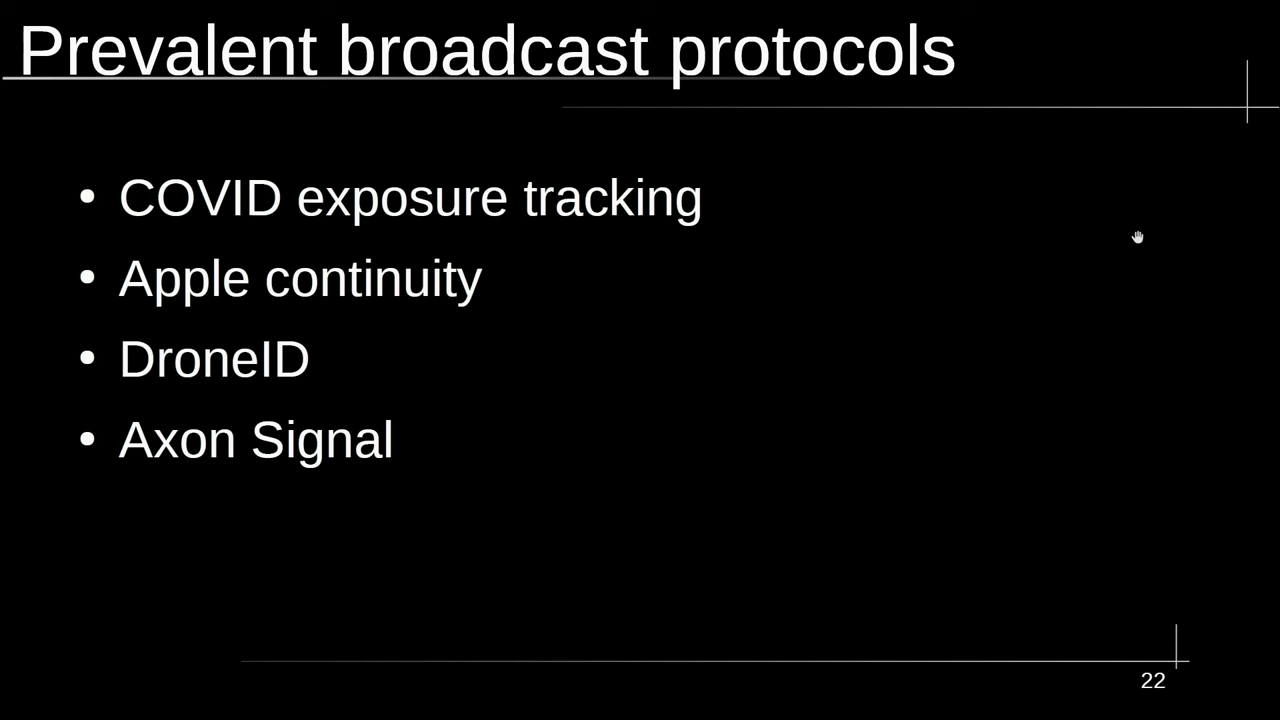 Prevalent broadcast protocols
• COVID exposure tracking
• Apple continuity
• DroneID
• Axon Signal
22